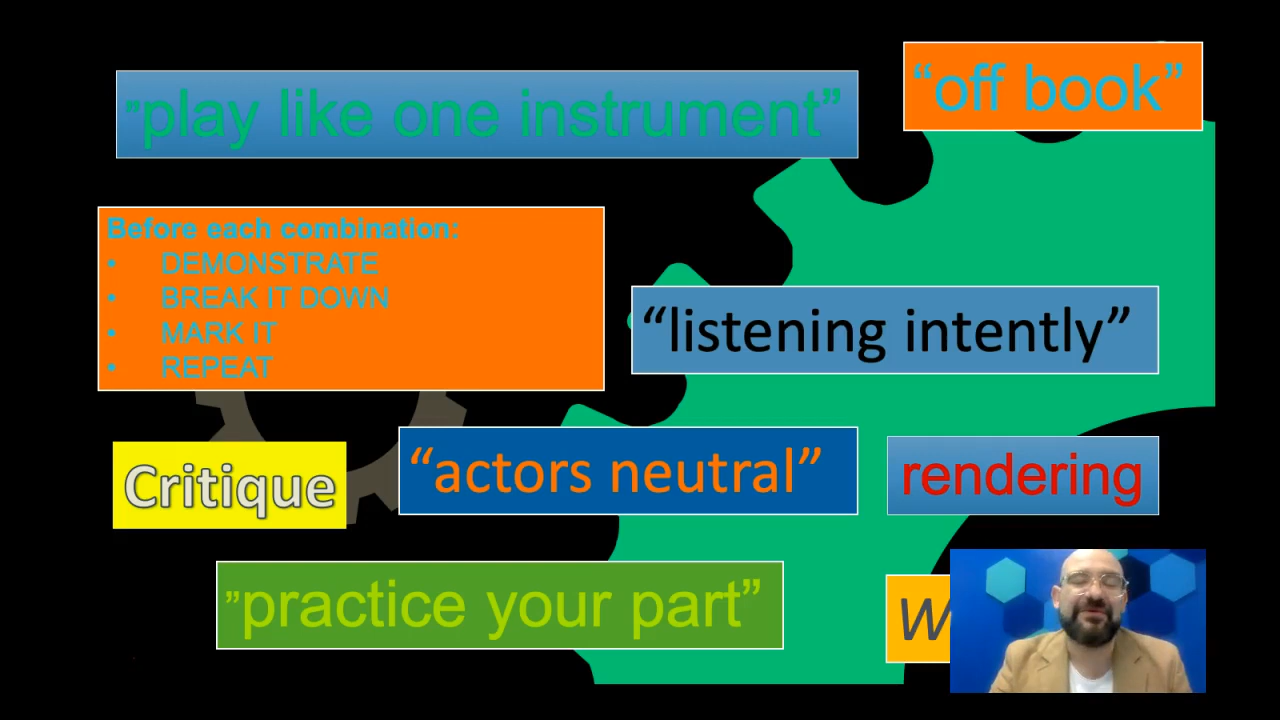 "off book"
"play like one instrument"
Before each combination:
• DEMONSTRATE
• BREAK IT DOWN
• MARK IT
• REPEAT
"listening intently"
Critique
"actors neutral"
rendering
"practice your part"